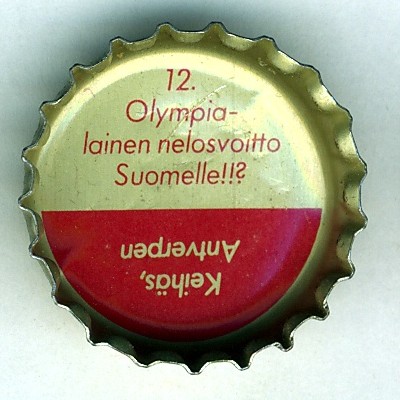 12.
Olympia-
lainen nelosvoitto
Suomelle!!?
Keihäs,
Antverpen